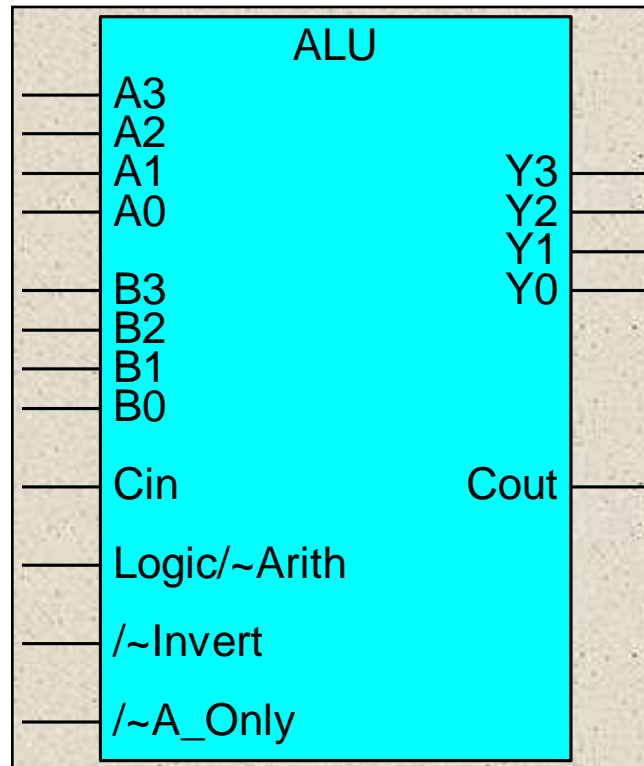 ALU
A3
A2
A1
A0
B3
B2
B1
B0
Cin
Logic/~Arith
/~Invert
/~A_Only
Y3
Y2
Y1
Y0
Cout